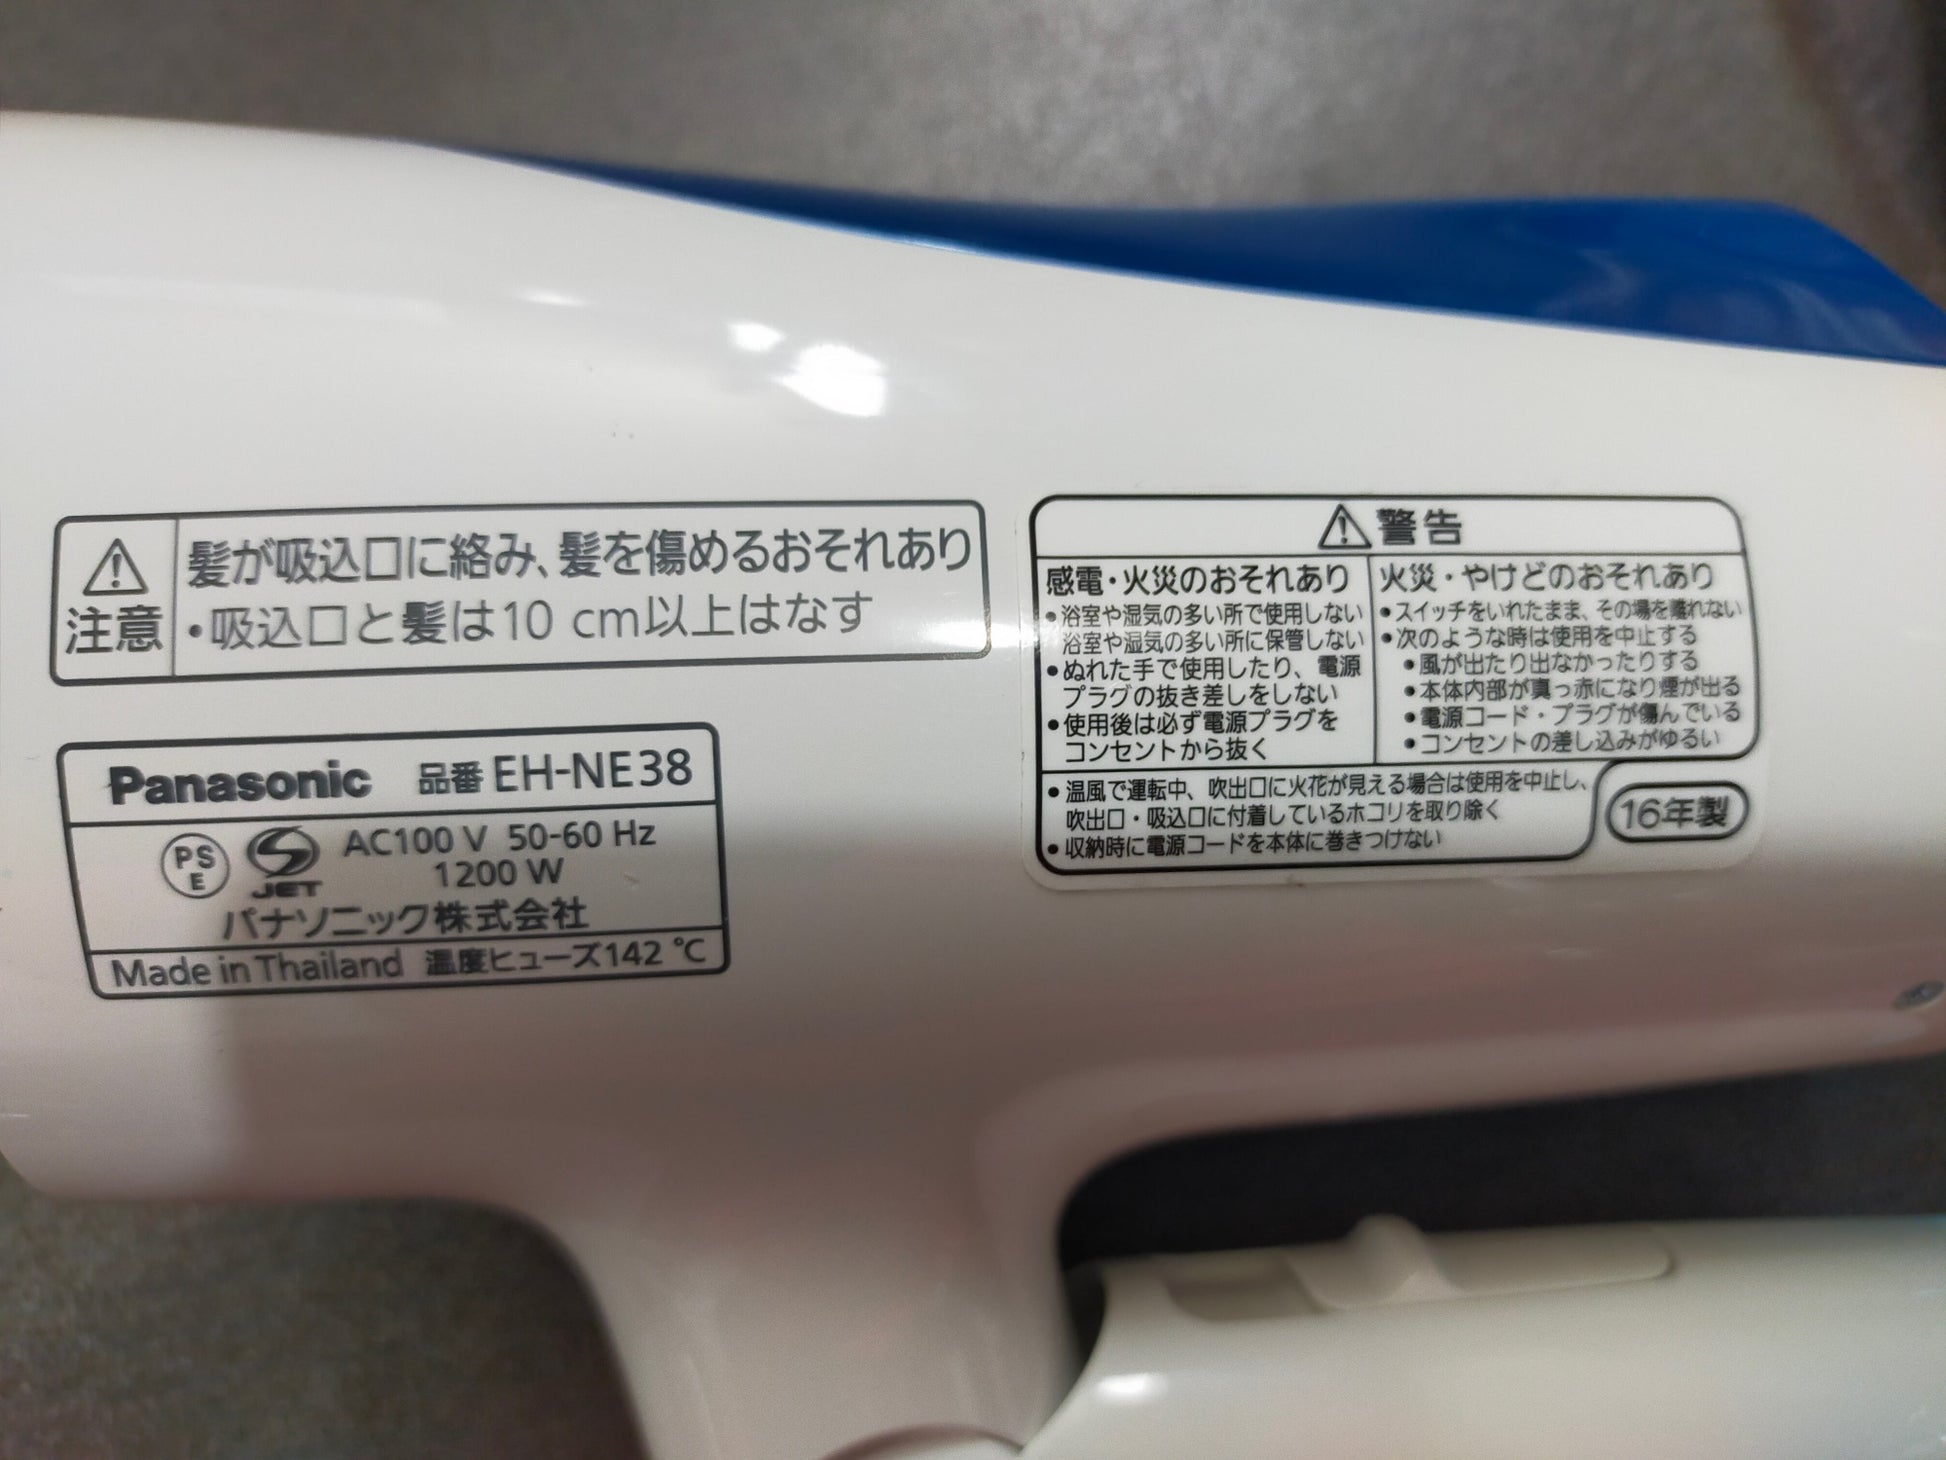 注意
髪が吸込口に絡み、髪を傷めるおそれあり
・吸込口と髪は10 cm以上はなす
Panasonic 品番 EH-NE38
PS
E
JET
AC100 V 50-60 Hz
1200 W
パナソニック株式会社
Made in Thailand 温度ヒューズ142 ℃
警告
感電・火災のおそれあり
●浴室や湿気の多い所で使用しない
浴室や湿気の多い所に保管しない
●ぬれた手で使用したり、電源
プラグの抜き差しをしない
●使用後は必ず電源プラグを
コンセントから抜く
火災・やけどのおそれあり
●スイッチをいれたまま、その場を離れない
●次のような時は使用を中止する
●風が出たり出なかったりする
●本体内部が真っ赤になり煙が出る
●電源コード・プラグが傷んでいる
●コンセントの差し込みがゆるい
●温風で運転中、吹出口に火花が見える場合は使用を中止し、
吹出口・吸込口に付着しているホコリを取り除く
●収納時に電源コードを本体に巻きつけない
16年製